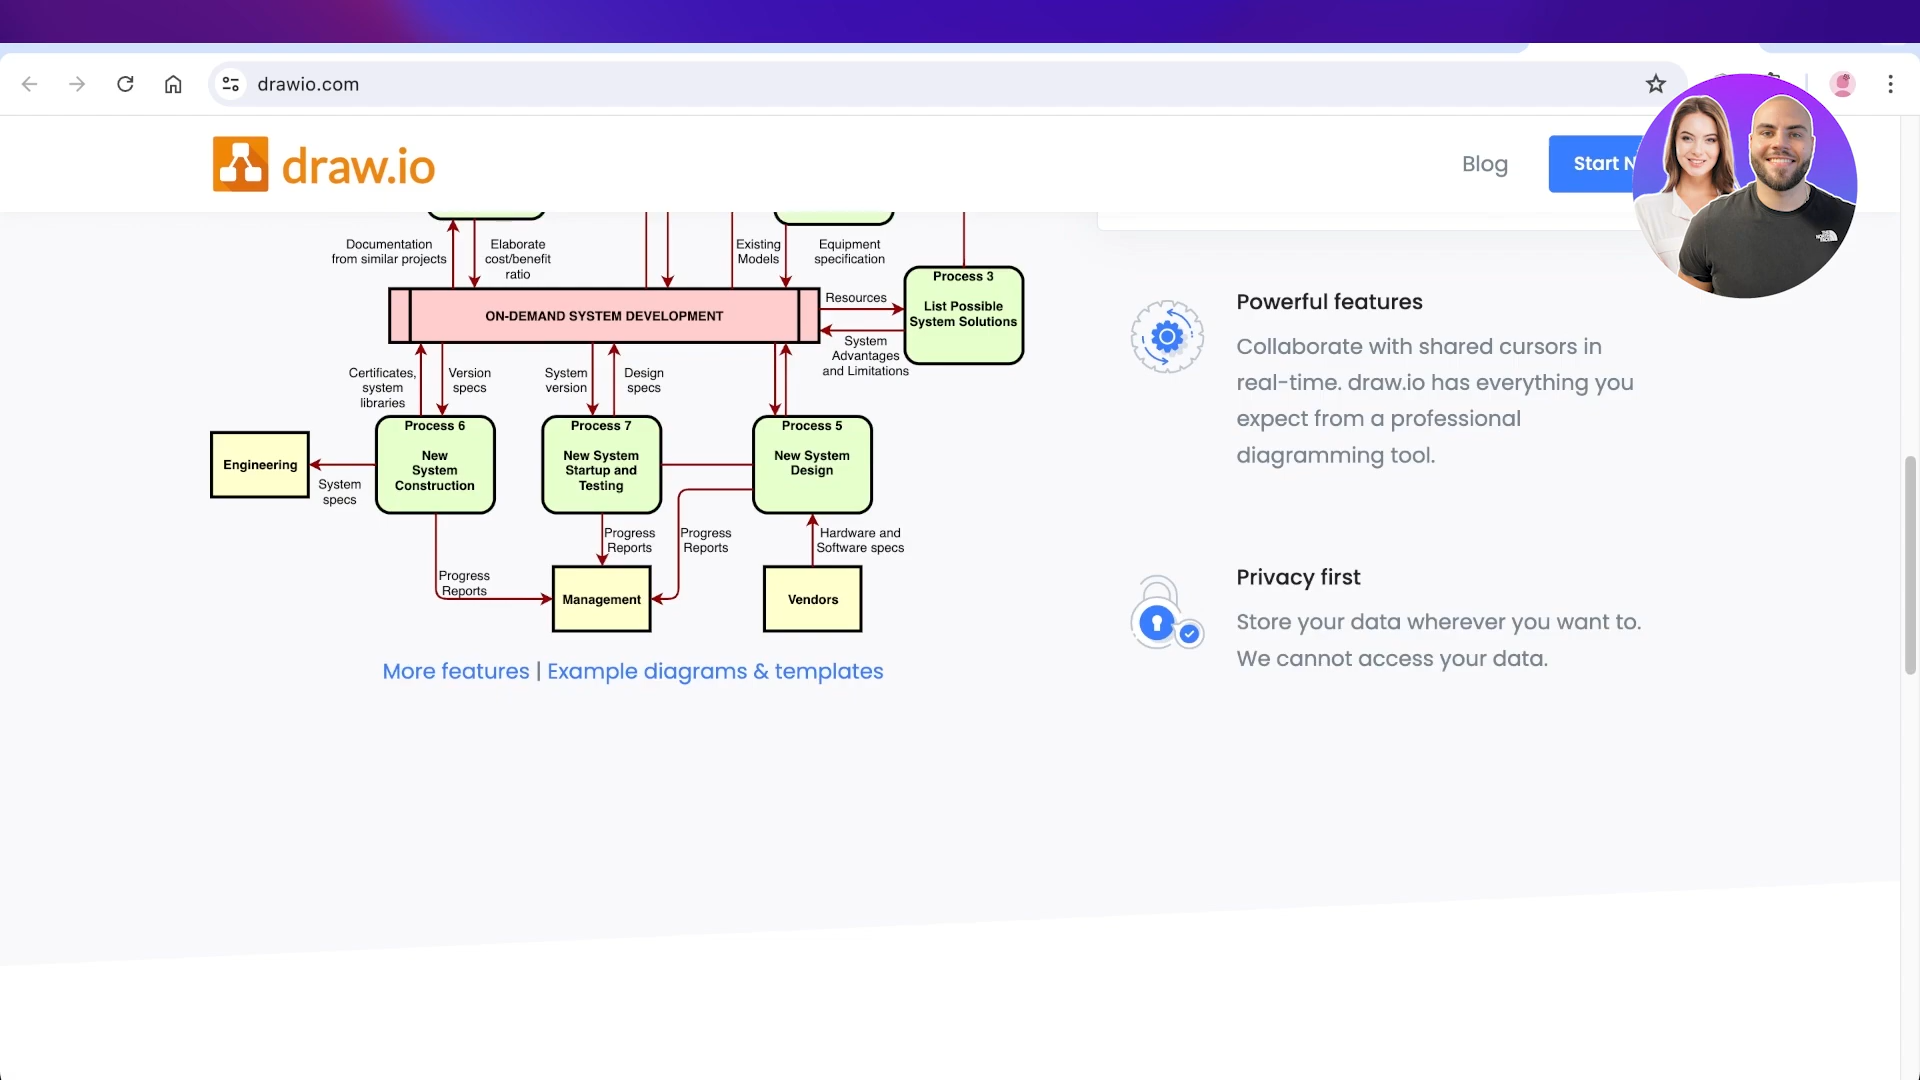 drawio.com
draw.io
Blog
Start N
Documentation
from similar projects
Elaborate
cost/benefit
ratio
Existing
Models
Equipment
specification
Process 3
List Possible
System Solutions
ON-DEMAND SYSTEM DEVELOPMENT
Resources
System
Advantages
and Limitations
Certificates,
system
libraries
Version
specs
System
version
Design
specs
Engineering
System
specs
Process 6
New
System
Construction
Process 7
New System
Startup and
Testing
Process 5
New System
Design
Progress
Reports
Progress
Reports
Hardware and
Software specs
Progress
Reports
Management
Vendors
More features | Example diagrams & templates
Powerful features
Collaborate with shared cursors in
real-time. draw.io has everything you
expect from a professional
diagramming tool.
Privacy first
Store your data wherever you want to.
We cannot access your data.